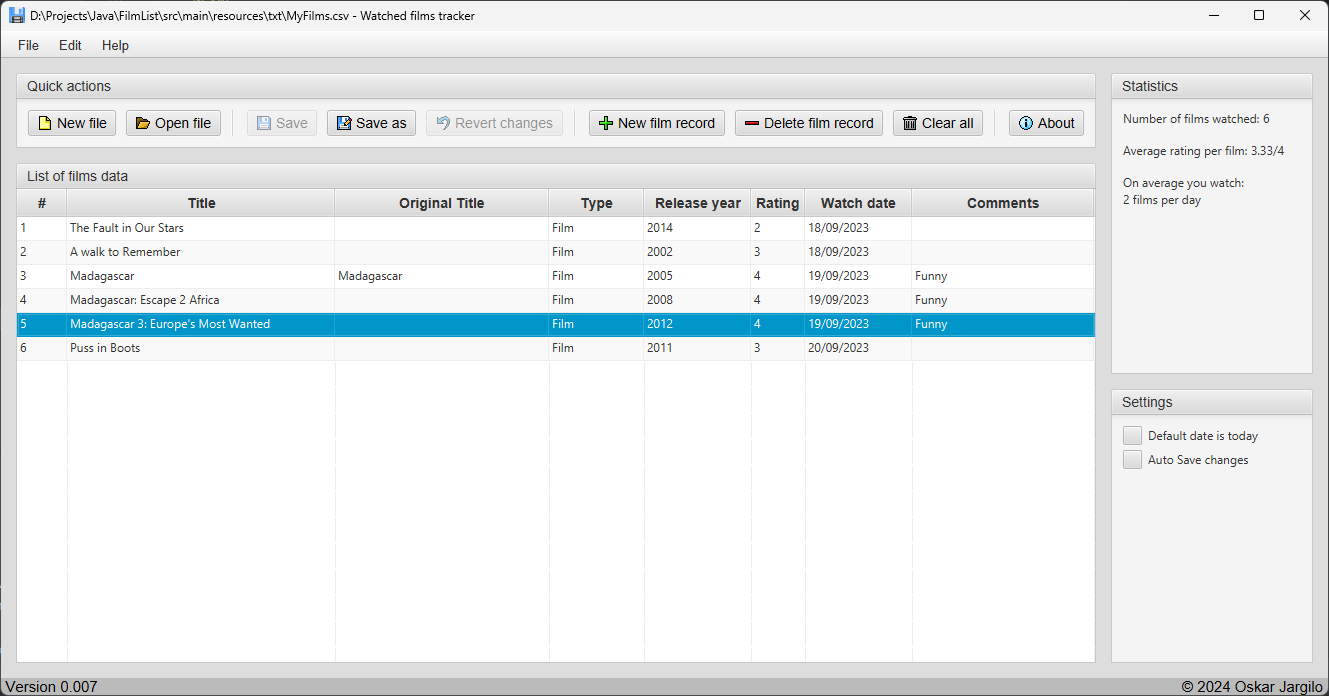 D:\Projects\Java\FilmList\src\main\resources\txt\MyFilms.csv - Watched films tracker
File Edit Help
Quick actions
New file Open file Save Save as Revert changes New film record Delete film record Clear all About
List of films data
# Title Original Title Type Release year Rating Watch date Comments
1 The Fault in Our Stars Film 2014 2 18/09/2023
2 A walk to Remember Film 2002 3 18/09/2023
3 Madagascar Madagascar Film 2005 4 19/09/2023 Funny
4 Madagascar: Escape 2 Africa Film 2008 4 19/09/2023 Funny
5 Madagascar 3: Europe's Most Wanted Film 2012 4 19/09/2023 Funny
6 Puss in Boots Film 2011 3 20/09/2023
Statistics
Number of films watched: 6
Average rating per film: 3.33/4
On average you watch:
2 films per day
Settings
Default date is today
Auto Save changes
Version 0.007
© 2024 Oskar Jargilo